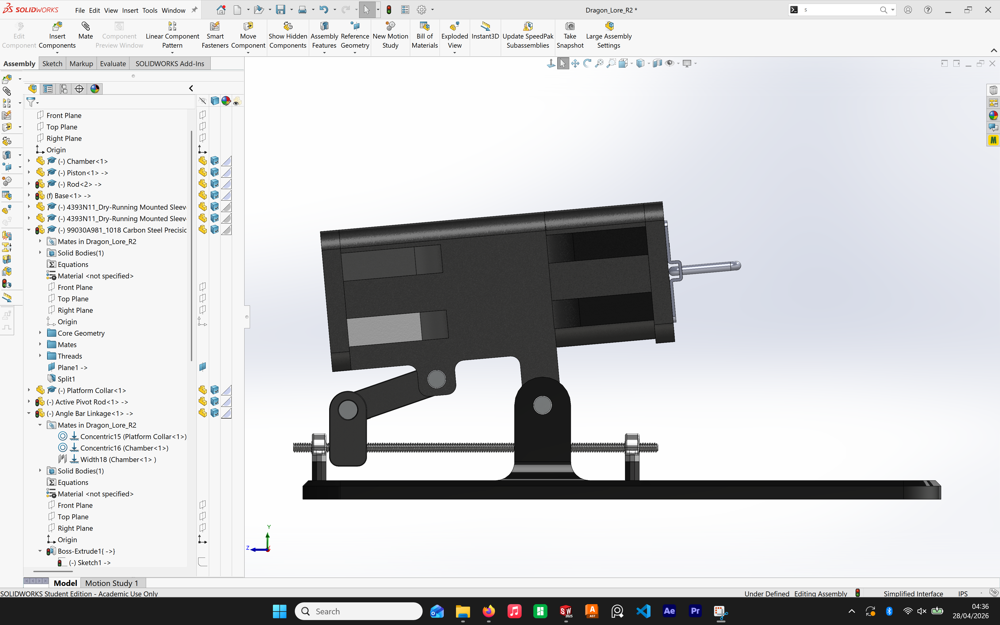 SOLIDWORKS
File Edit View Insert Tools Window
Dragon_Lore_R2 *
s
Edit Component
Insert Components
Mate
Component Preview Window
Linear Component Pattern
Smart Fasteners
Move Component
Show Hidden Components
Assembly Features
Reference Geometry
New Motion Study
Bill of Materials
Exploded View
Instant3D
Update SpeedPak Subassemblies
Take Snapshot
Large Assembly Settings
Assembly Sketch Markup Evaluate SOLIDWORKS Add-Ins
Front Plane
Top Plane
Right Plane
Origin
(-) Chamber<1>
(-) Piston<1> ->
(-) Rod<2> ->
(f) Base<1> ->
(-) 4393N11_Dry-Running Mounted Sleev
(-) 4393N11_Dry-Running Mounted Sleev
(-) 99030A981_1018 Carbon Steel Precisic
Mates in Dragon_Lore_R2
Solid Bodies(1)
Equations
Material <not specified>
Front Plane
Top Plane
Right Plane
Origin
Core Geometry
Mates
Threads
Plane1 ->
Split1
(-) Platform Collar<1>
(-) Active Pivot Rod<1> ->
(-) Angle Bar Linkage<1> ->
Mates in Dragon_Lore_R2
Concentric15 (Platform Collar<1>)
Concentric16 (Chamber<1>)
Width18 (Chamber<1> )
Solid Bodies(1)
Equations
Material <not specified>
Front Plane
Top Plane
Right Plane
Origin
Boss-Extrude1{ ->}
(-) Sketch1 ->
M
Y
Z
X
Model Motion Study 1
SOLIDWORKS Student Edition - Academic Use Only
Under Defined Editing Assembly Simplified Interface IPS
Search
SW 2025
A AST
Ae
Pr
04:36
28/04/2026